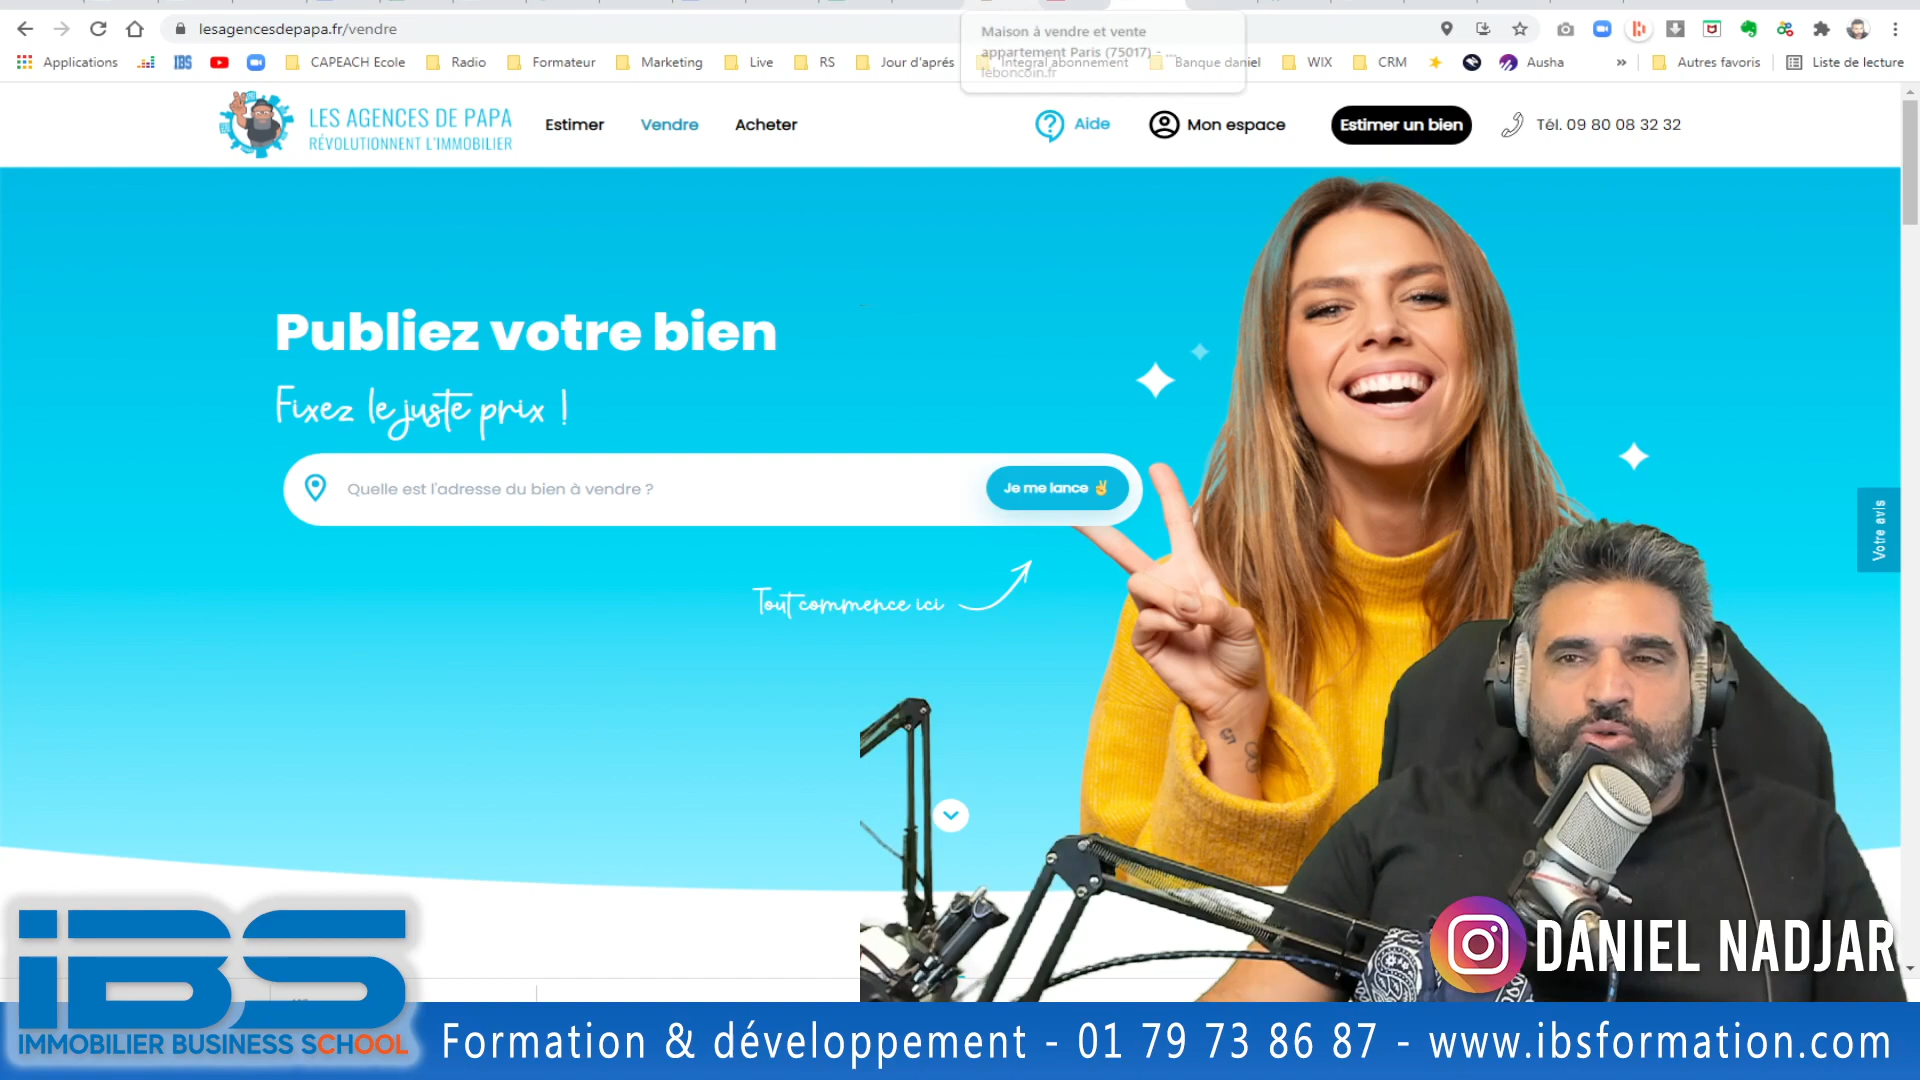 lesagencesdepapa.fr/vendre
Maison à vendre et vente
appartement Paris (75017) - ...
leboncoin.fr
Applications
IBS
CAPEACH Ecole
Radio
Formateur
Marketing
Live
RS
Jour d'aprés
Integral abonnement
Banque daniel
WIX
CRM
Ausha
»
Autres favoris
Liste de lecture
LES AGENCES DE PAPA
RÉVOLUTIONNENT L'IMMOBILIER
Estimer
Vendre
Acheter
Aide
Mon espace
Estimer un bien
Tél. 09 80 08 32 32
Publiez votre bien
Fixez le juste prix !
Quelle est l'adresse du bien à vendre ?
Je me lance ✌
Tout commence ici
Votre avis
DANIEL NADJAR
iBS
IMMOBILIER BUSINESS SCHOOL
Formation & développement - 01 79 73 86 87 - www.ibsformation.com